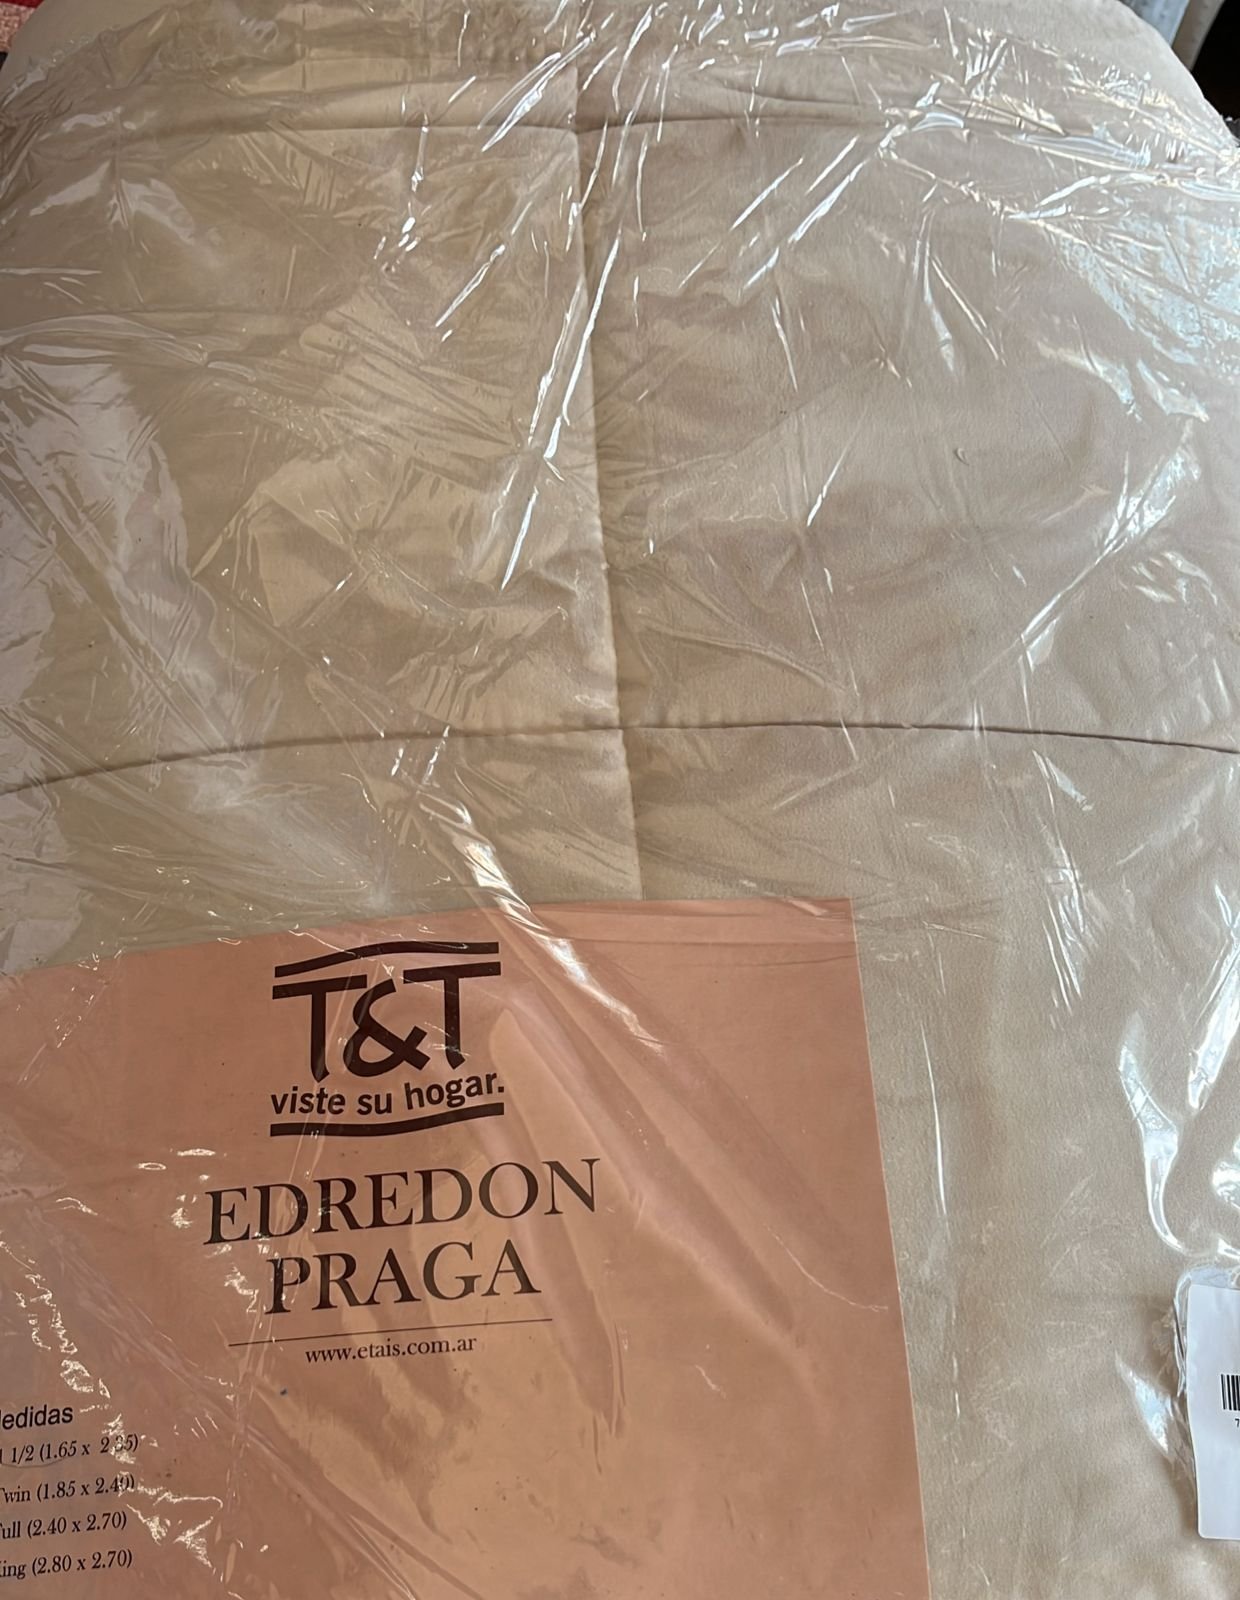 T&T
viste su hogar.
EDREDON
PRAGA
www.etais.com.ar
edidas
1 1/2 (1.65 x 2.35)
Twin (1.85 x 2.40)
ull (2.40 x 2.70)
ing (2.80 x 2.70)
7